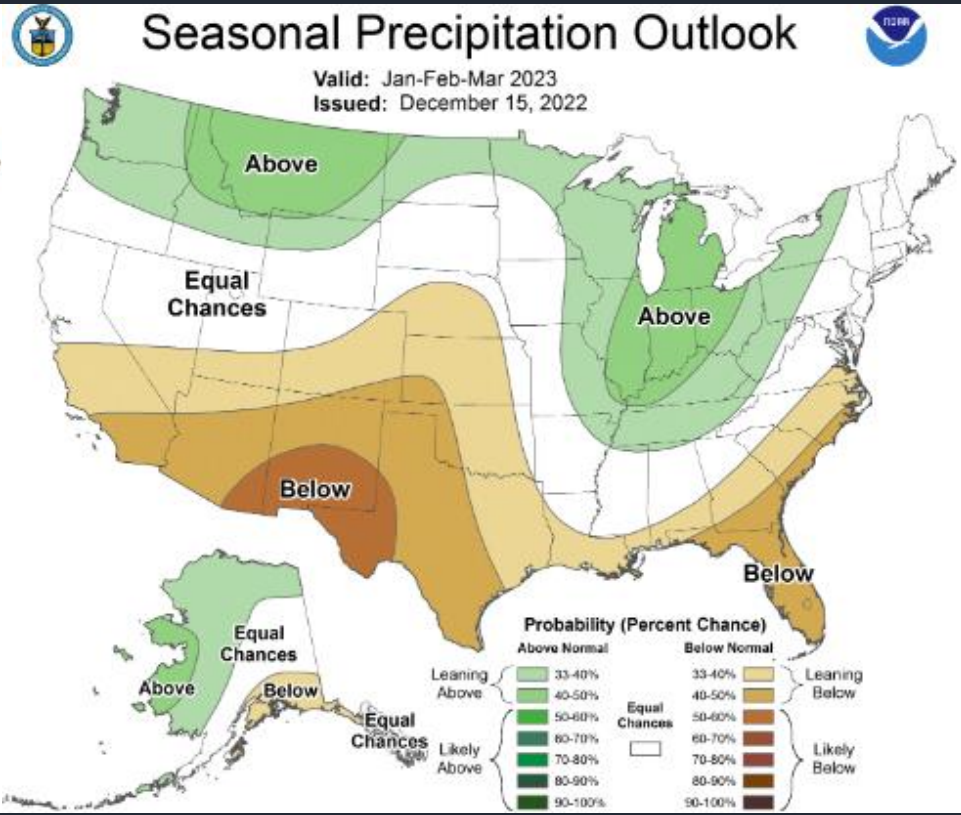 Seasonal Precipitation Outlook
NOAA
Valid: Jan-Feb-Mar 2023
Issued: December 15, 2022
Above
Equal
Chances
Above
Below
Below
Equal
Chances
Above
Below
Equal
Chances
Probability (Percent Chance)
Above Normal
Below Normal
Leaning
Above
33-40%
40-50%
50-60%
60-70%
70-80%
80-90%
90-100%
Likely
Above
Equal
Chances
33-40%
40-50%
50-60%
60-70%
70-80%
80-90%
90-100%
Leaning
Below
Likely
Below